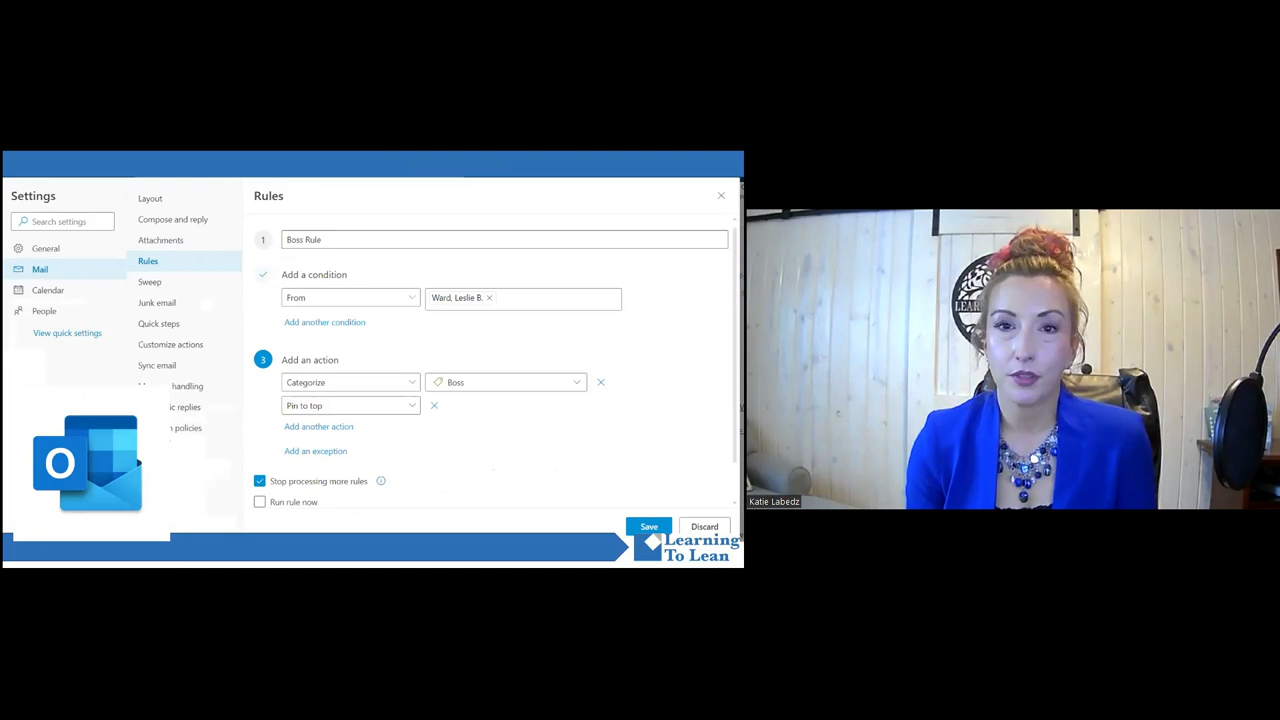 Settings
Search settings
General
Mail
Calendar
People
View quick settings
Layout
Compose and reply
Attachments
Rules
Sweep
Junk email
Quick steps
Customize actions
Sync email
handling
replies
policies
Rules
1
Boss Rule
Add a condition
From
Ward, Leslie B.
Add another condition
3
Add an action
Categorize
Boss
Pin to top
Add another action
Add an exception
Stop processing more rules
Run rule now
Save
Discard
O
Learning
To Lean
LEAR
Katie Labedz